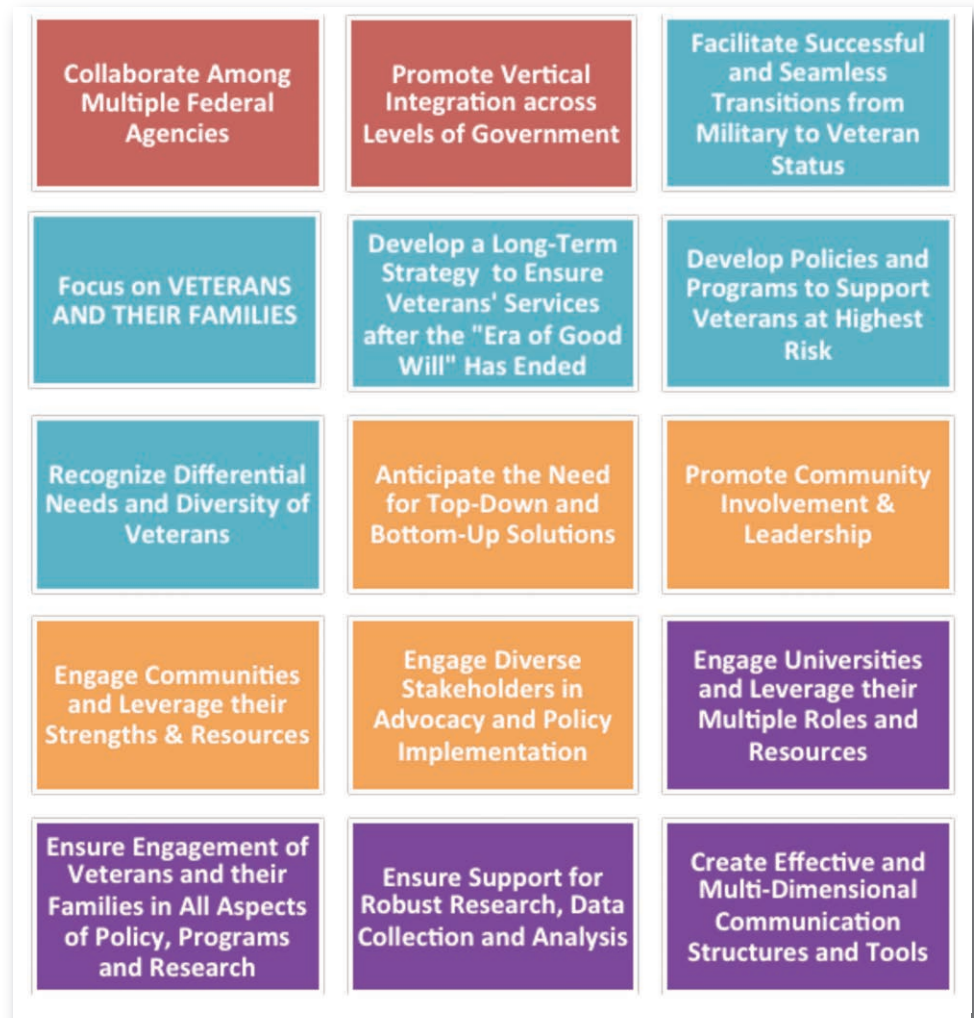 Collaborate Among
Multiple Federal
Agencies
Promote Vertical
Integration across
Levels of Government
Facilitate Successful
and Seamless
Transitions from
Military to Veteran
Status
Focus on VETERANS
AND THEIR FAMILIES
Develop a Long-Term
Strategy to Ensure
Veterans' Services
after the "Era of Good
Will" Has Ended
Develop Policies and
Programs to Support
Veterans at Highest
Risk
Recognize Differential
Needs and Diversity of
Veterans
Anticipate the Need
for Top-Down and
Bottom-Up Solutions
Promote Community
Involvement &
Leadership
Engage Communities
and Leverage their
Strengths & Resources
Engage Diverse
Stakeholders in
Advocacy and Policy
Implementation
Engage Universities
and Leverage their
Multiple Roles and
Resources
Ensure Engagement of
Veterans and their
Families in All Aspects
of Policy, Programs
and Research
Ensure Support for
Robust Research, Data
Collection and Analysis
Create Effective and
Multi-Dimensional
Communication
Structures and Tools